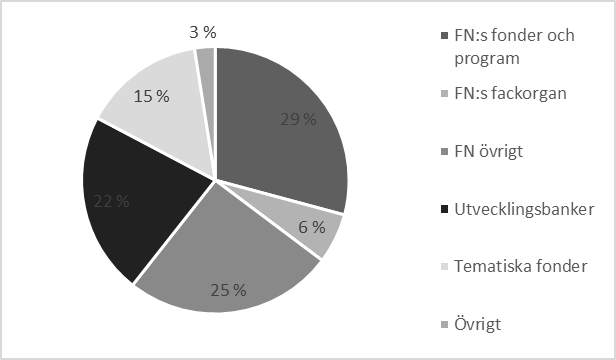 3 %
29 %
6 %
25 %
22 %
15 %
FN:s fonder och
program
FN:s fackorgan
FN övrigt
Utvecklingsbanker
Tematiska fonder
Övrigt